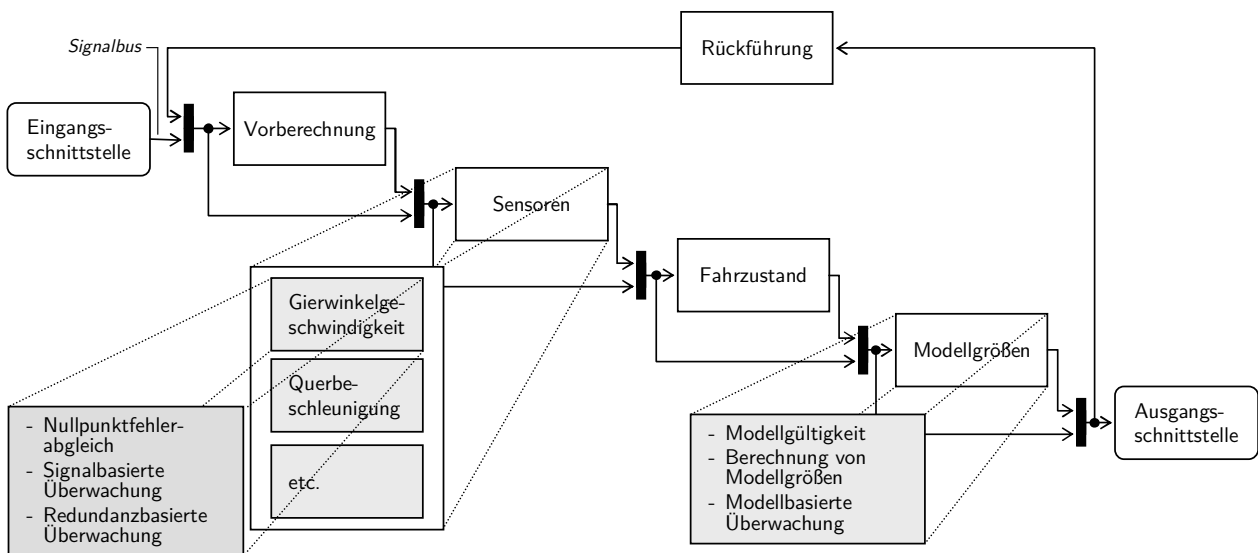 Signalbus
Rückführung
Eingangs-
schnittstelle
Vorberechnung
Sensoren
Fahrzustand
Modellgrößen
Ausgangs-
schnittstelle
Gierwinkelge-
schwindigkeit
Querbe-
schleunigung
etc.
- Nullpunktfehler-
abgleich
- Signalbasierte
Überwachung
- Redundanzbasierte
Überwachung
- Modellgültigkeit
- Berechnung von
Modellgrößen
- Modellbasierte
Überwachung